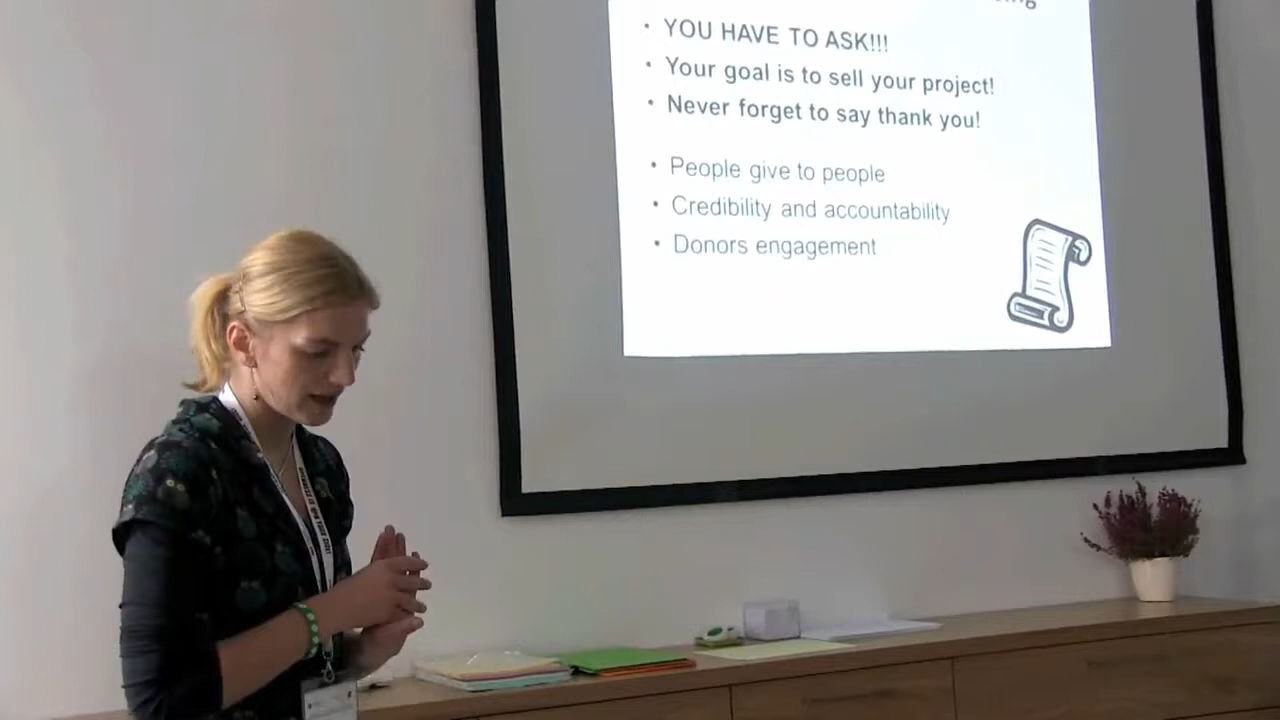 • YOU HAVE TO ASK!!!
• Your goal is to sell your project!
• Never forget to say thank you!
• People give to people
• Credibility and accountability
• Donors engagement